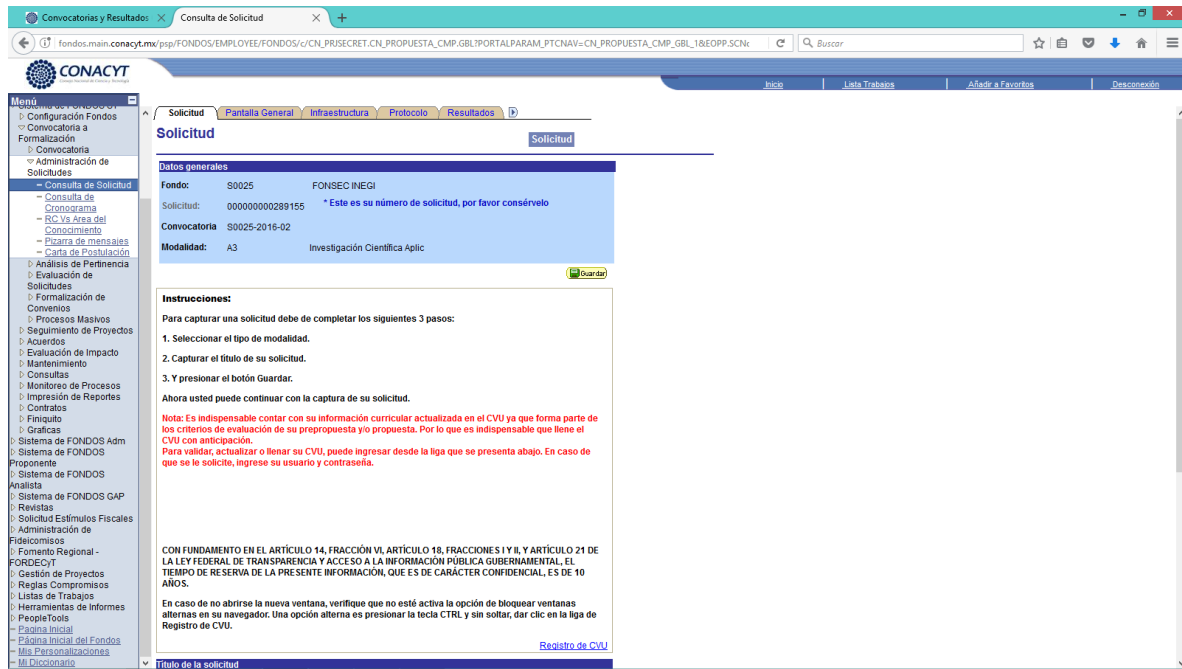 Convocatorias y Resultados
Consulta de Solicitud
fondos.main.conacyt.mx/psp/FONDOS/EMPLOYEE/FONDOS/c/CN_PRISECRET.CN_PROPUESTA_CMP.GBL?PORTALPARAM_PTCNAV=CN_PROPUESTA_CMP_GBL_1&EOPP.SCNo
Buscar
CONACYT
Inicio
Lista Trabajos
Añadir a Favoritos
Desconexión
Menú
Sistema de FONDOS CT
Configuración Fondos
Convocatoria a
Formalización
Convocatoria
Administración de
Solicitudes
Consulta de Solicitud
Consulta de
Cronograma
RC Vs Area del
Conocimiento
Pizarra de mensajes
Carta de Postulación
Análisis de Pertinencia
Evaluación de
Solicitudes
Formalización de
Convenios
Procesos Masivos
Seguimiento de Proyectos
Acuerdos
Evaluación de Impacto
Mantenimiento
Consultas
Monitoreo de Procesos
Impresión de Reportes
Contratos
Finiquito
Graficas
Sistema de FONDOS Adm
Sistema de FONDOS
Proponente
Sistema de FONDOS
Analista
Sistema de FONDOS GAP
Revistas
Solicitud Estímulos Fiscales
Administración de
Fideicomisos
Fomento Regional -
FORDECyT
Gestión de Proyectos
Reglas Compromisos
Listas de Trabajos
Herramientas de Informes
PeopleTools
Pagina Inicial
Página Inicial del Fondos
Mis Personalizaciones
Mi Diccionario
Solicitud
Pantalla General
Infraestructura
Protocolo
Resultados
Solicitud
Solicitud
Datos generales
Fondo: S0025 FONSEC INEGI
Solicitud: 000000000289155 * Este es su número de solicitud, por favor consérvelo
Convocatoria S0025-2016-02
Modalidad: A3 Investigación Científica Aplic
Guardar
Instrucciones:
Para capturar una solicitud debe de completar los siguientes 3 pasos:
1. Seleccionar el tipo de modalidad.
2. Capturar el título de su solicitud.
3. Y presionar el botón Guardar.
Ahora usted puede continuar con la captura de su solicitud.
Nota: Es indispensable contar con su información curricular actualizada en el CVU ya que forma parte de
los criterios de evaluación de su prepropuesta y/o propuesta. Por lo que es indispensable que llene el
CVU con anticipación.
Para validar, actualizar o llenar su CVU, puede ingresar desde la liga que se presenta abajo. En caso de
que se le solicite, ingrese su usuario y contraseña.
CON FUNDAMENTO EN EL ARTÍCULO 14, FRACCIÓN VI, ARTÍCULO 18, FRACCIONES I Y II, Y ARTÍCULO 21 DE
LA LEY FEDERAL DE TRANSPARENCIA Y ACCESO A LA INFORMACIÓN PÚBLICA GUBERNAMENTAL, EL
TIEMPO DE RESERVA DE LA PRESENTE INFORMACIÓN, QUE ES DE CARÁCTER CONFIDENCIAL, ES DE 10
AÑOS.
En caso de no abrirse la nueva ventana, verifique que no esté activa la opción de bloquear ventanas
alternas en su navegador. Una opción alterna es presionar la tecla CTRL y sin soltar, dar clic en la liga de
Registro de CVU.
Registro de CVU
Título de la solicitud